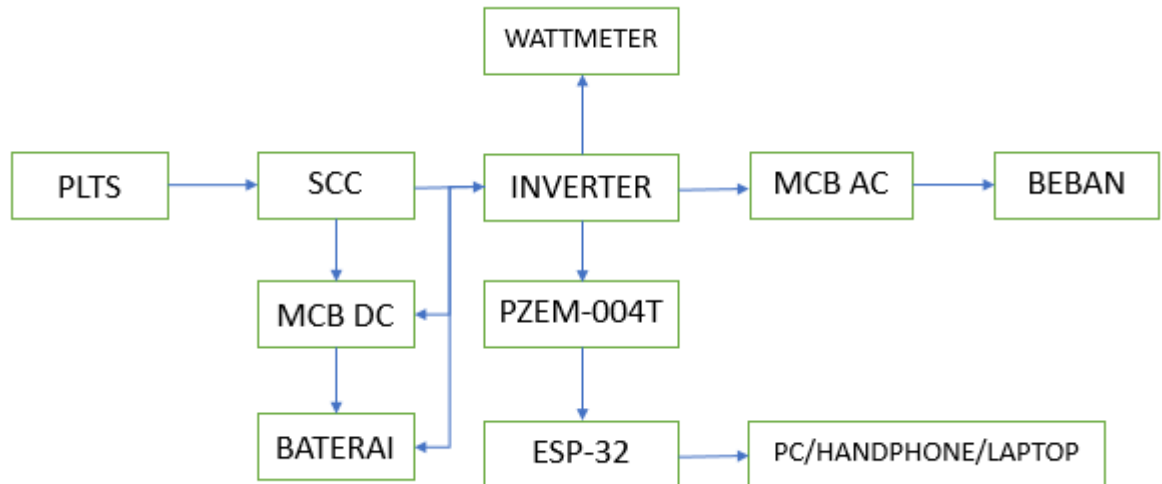 WATTMETER
PLTS
SCC
INVERTER
MCB AC
BEBAN
MCB DC
PZEM-004T
BATERAI
ESP-32
PC/HANDPHONE/LAPTOP